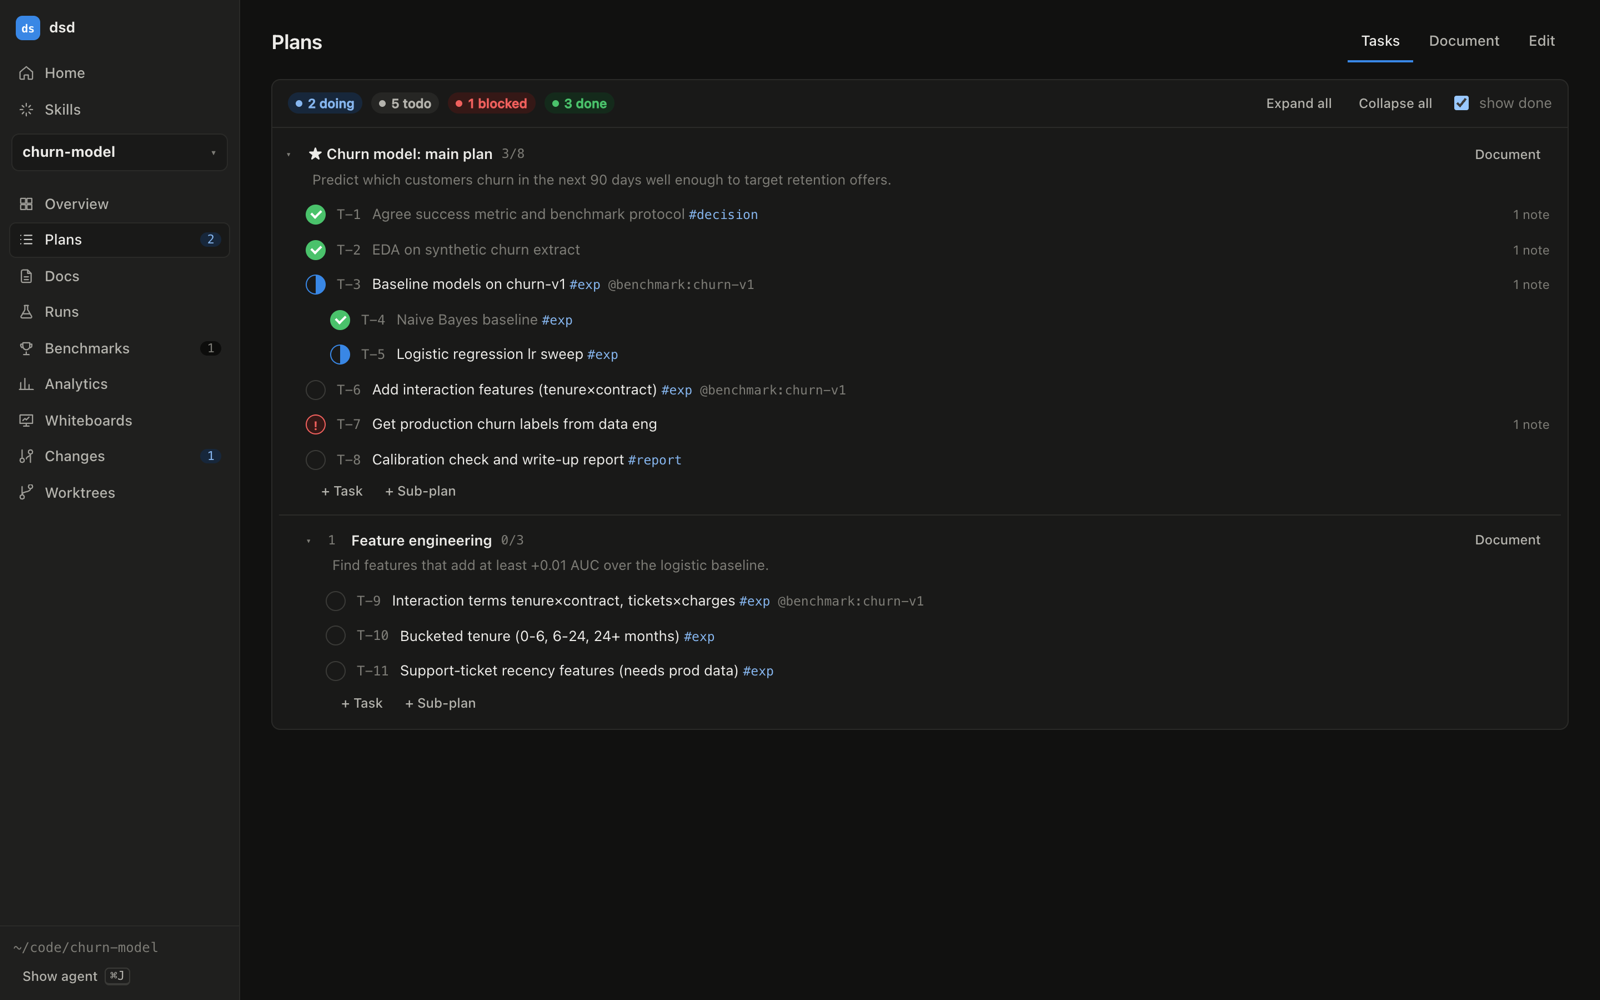 ds dsd
Home
Skills
churn-model
Overview
Plans 2
Docs
Runs
Benchmarks 1
Analytics
Whiteboards
Changes 1
Worktrees
~/code/churn-model
Show agent ⌘J
Plans
Tasks Document Edit
2 doing 5 todo 1 blocked 3 done Expand all Collapse all show done
★ Churn model: main plan 3/8 Document
Predict which customers churn in the next 90 days well enough to target retention offers.
T-1 Agree success metric and benchmark protocol #decision 1 note
T-2 EDA on synthetic churn extract 1 note
T-3 Baseline models on churn-v1 #exp @benchmark:churn-v1 1 note
T-4 Naive Bayes baseline #exp
T-5 Logistic regression lr sweep #exp
T-6 Add interaction features (tenure×contract) #exp @benchmark:churn-v1
! T-7 Get production churn labels from data eng 1 note
T-8 Calibration check and write-up report #report
+ Task + Sub-plan
1 Feature engineering 0/3 Document
Find features that add at least +0.01 AUC over the logistic baseline.
T-9 Interaction terms tenure×contract, tickets×charges #exp @benchmark:churn-v1
T-10 Bucketed tenure (0-6, 6-24, 24+ months) #exp
T-11 Support-ticket recency features (needs prod data) #exp
+ Task + Sub-plan